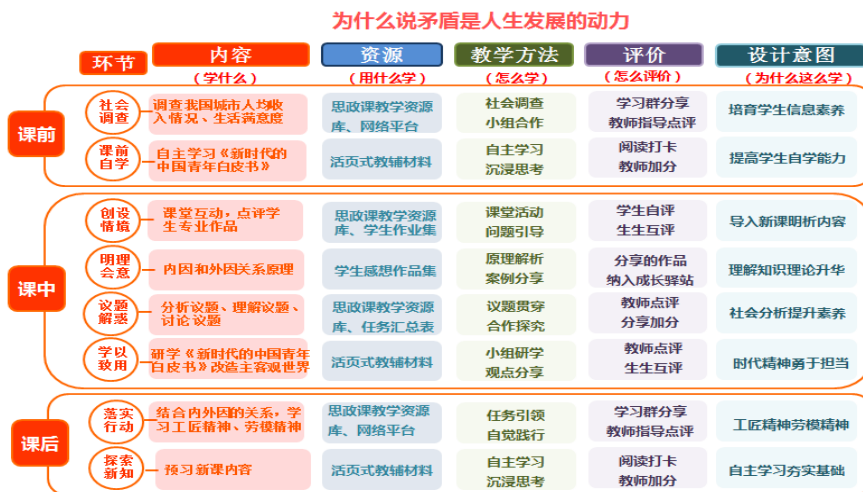 为什么说矛盾是人生发展的动力
环节 内容 资源 教学方法 评价 设计意图
(学什么) (用什么学) (怎么学) (怎么评价) (为什么这么学)
课前
社会 调查我国城市人均收 思政课教学资源 社会调查 学习群分享 培育学生信息素养
调查 入情况、生活满意度 库、网络平台 小组合作 教师指导点评
课前 自主学习《新时代的 活页式教辅材料 自主学习 阅读打卡 提高学生自学能力
自学 中国青年白皮书》 沉浸思考 教师加分
课中
创设 课堂互动，点评学 思政课教学资源 课堂活动 学生自评 导入新课明析内容
情境 生专业作品 库、学生作业集 问题引导 生生互评
明理 内因和外因关系原理 学生感想作品集 原理解析 分享的作品 理解知识理论升华
会意 案例分享 纳入成长驿站
议题 分析议题、理解议题、 思政课教学资源 议题贯穿 教师点评 社会分析提升素养
解惑 讨论议题 库、任务汇总表 合作探究 分享加分
学以 研学《新时代的中国青年 活页式教辅材料 小组研学 教师点评 时代精神勇于担当
致用 白皮书》改造主客观世界 观点分享 生生互评
课后
落实 结合内外因的关系，学 思政课教学资源 任务引领 学习群分享 工匠精神劳模精神
行动 习工匠精神、劳模精神 库、网络平台 自觉践行 教师指导点评
探索 预习新课内容 活页式教辅材料 自主学习 阅读打卡 自主学习夯实基础
新知 沉浸思考 教师加分